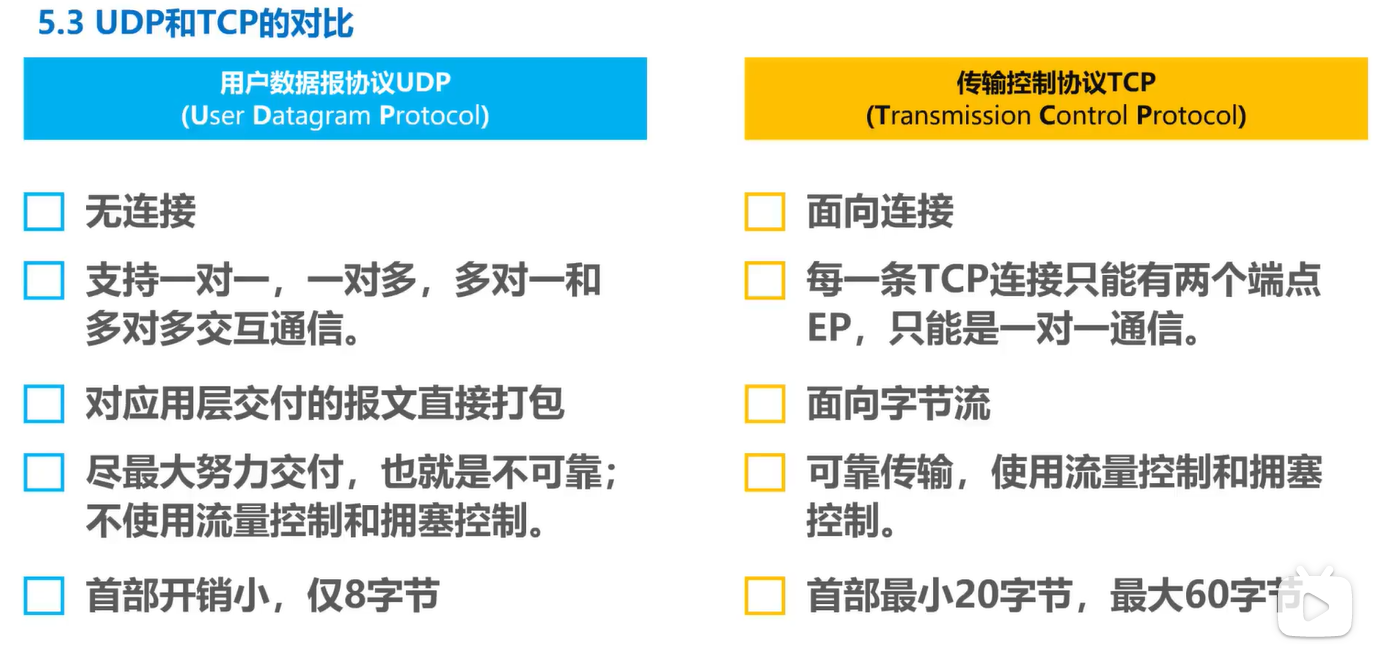 5.3 UDP和TCP的对比
用户数据报协议UDP
(User Datagram Protocol)
无连接
支持一对一，一对多，多对一和
多对多交互通信。
对应用层交付的报文直接打包
尽最大努力交付，也就是不可靠；
不使用流量控制和拥塞控制。
首部开销小，仅8字节
传输控制协议TCP
(Transmission Control Protocol)
面向连接
每一条TCP连接只能有两个端点
EP，只能是一对一通信。
面向字节流
可靠传输，使用流量控制和拥塞
控制。
首部最小20字节，最大60字节